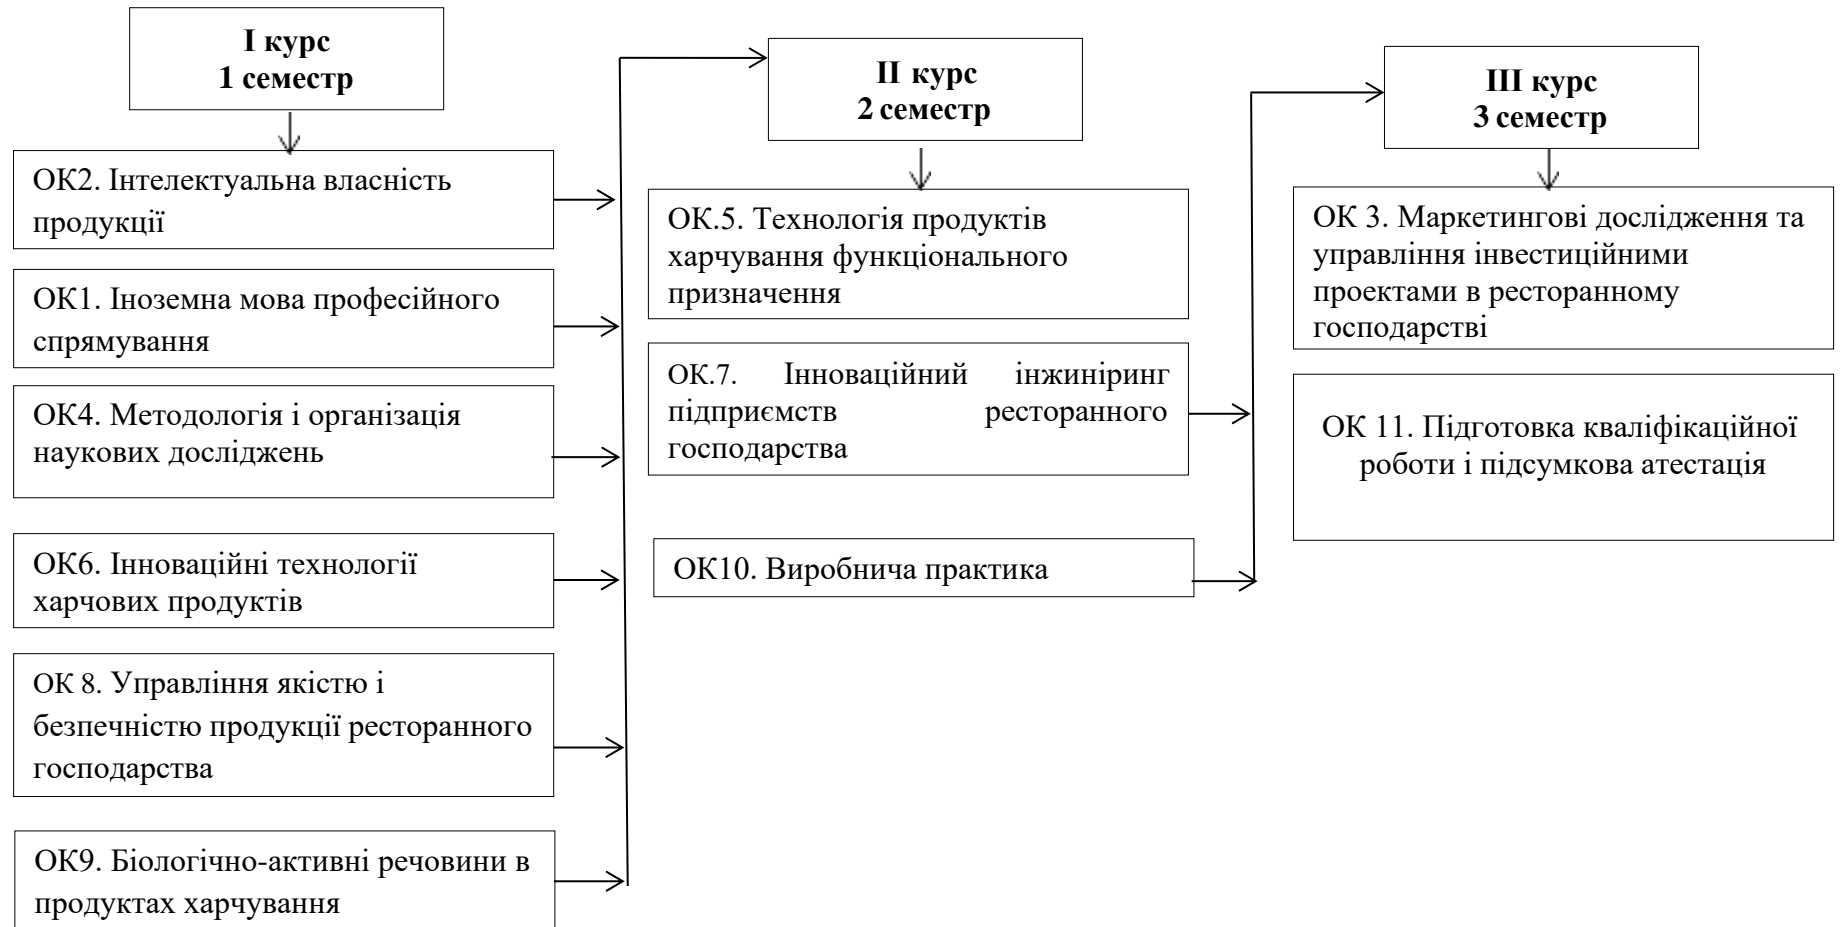 І курс
1 семестр
ОК2. Інтелектуальна власність
продукції
ОК1. Іноземна мова професійного
спрямування
ОК4. Методологія і організація
наукових досліджень
ОК6. Інноваційні технології
харчових продуктів
ОК 8. Управління якістю і
безпечністю продукції ресторанного
господарства
ОК9. Біологічно-активні речовини в
продуктах харчування
ІІ курс
2 семестр
ОК.5. Технологія продуктів
харчування функціонального
призначення
ОК.7. Інноваційний інжиніринг
підприємств ресторанного
господарства
ОК10. Виробнича практика
ІІІ курс
3 семестр
ОК 3. Маркетингові дослідження та
управління інвестиційними
проектами в ресторанному
господарстві
ОК 11. Підготовка кваліфікаційної
роботи і підсумкова атестація